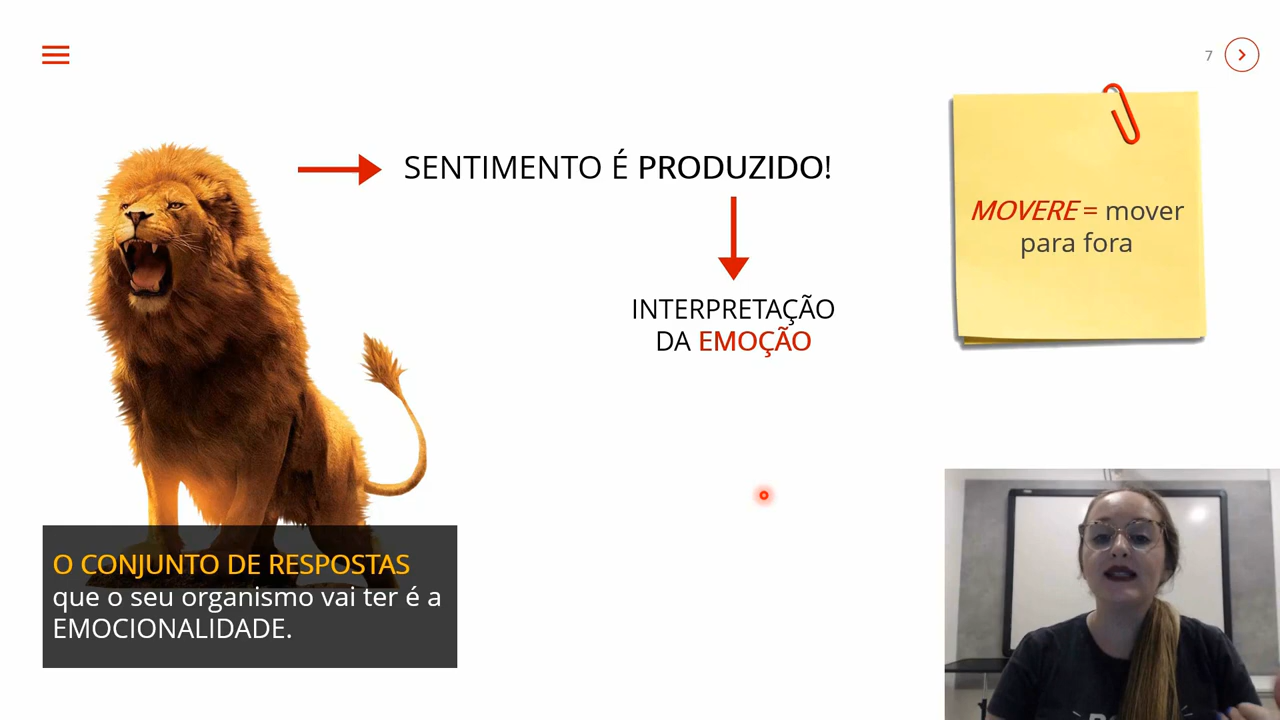 7
SENTIMENTO É PRODUZIDO!
INTERPRETAÇÃO
DA EMOÇÃO
MOVERE = mover
para fora
O CONJUNTO DE RESPOSTAS
que o seu organismo vai ter é a
EMOCIONALIDADE.